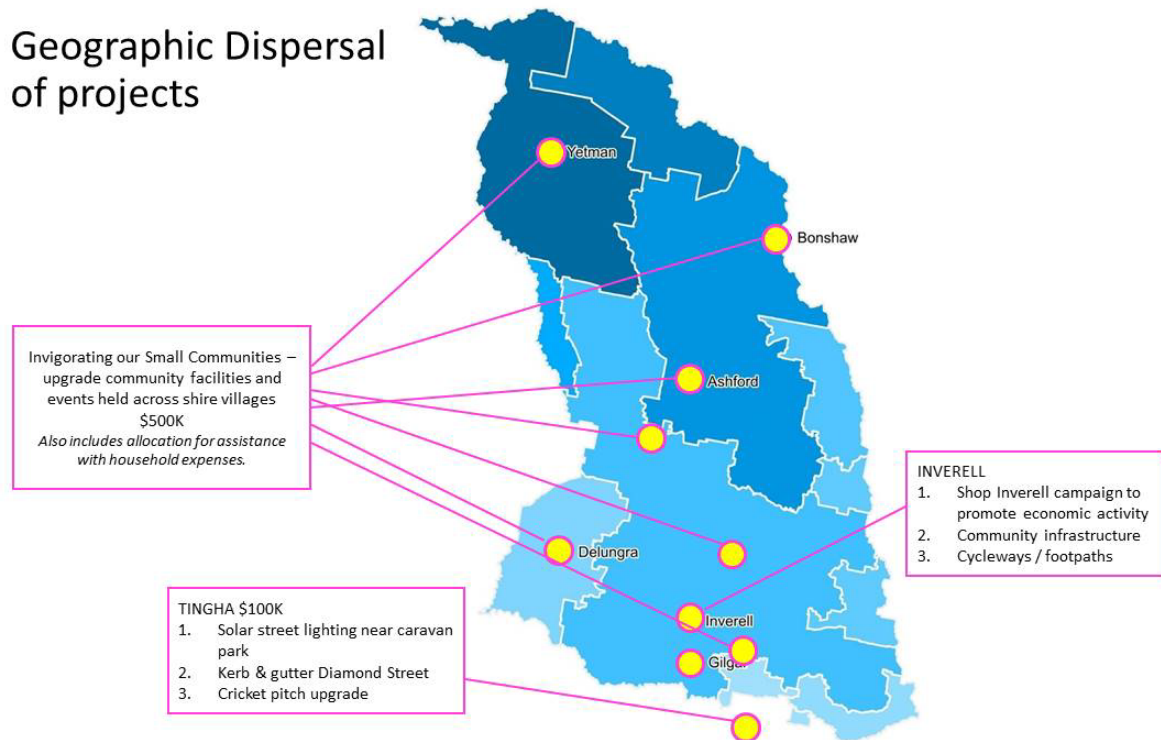 Geographic Dispersal
of projects
Yetman
Bonshaw
Invigorating our Small Communities –
upgrade community facilities and
events held across shire villages
$500K
Also includes allocation for assistance
with household expenses.
Ashford
INVERELL
1. Shop Inverell campaign to
promote economic activity
2. Community infrastructure
3. Cycleways / footpaths
Delungra
TINGHA $100K
1. Solar street lighting near caravan
park
2. Kerb & gutter Diamond Street
3. Cricket pitch upgrade
Inverell